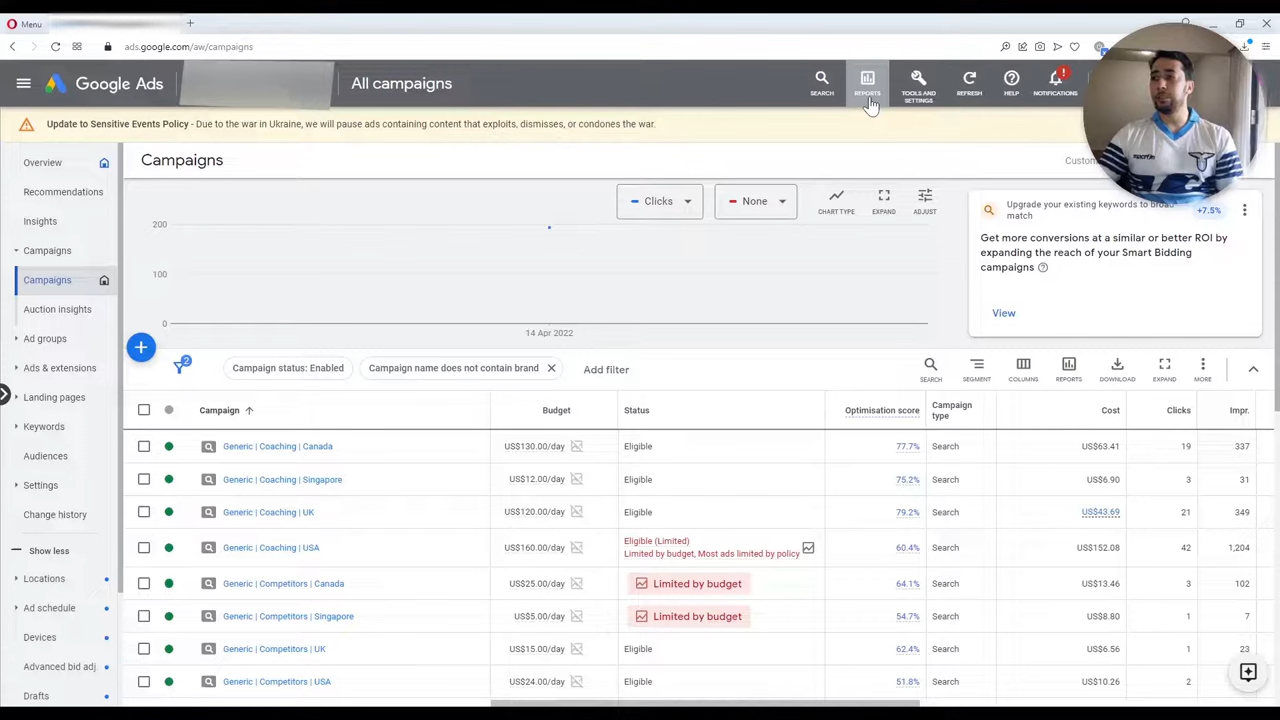 Menu
ads.google.com/aw/campaigns
Google Ads
All campaigns
SEARCH
REPORTS
TOOLS AND
SETTINGS
REFRESH
HELP
!
NOTIFICATIONS
Update to Sensitive Events Policy - Due to the war in Ukraine, we will pause ads containing content that exploits, dismisses, or condones the war.
Overview
Recommendations
Insights
Campaigns
Campaigns
Auction insights
Ad groups
Ads & extensions
Landing pages
Keywords
Audiences
Settings
Change history
Show less
Locations
Ad schedule
Devices
Advanced bid adj
Drafts
Campaigns
Custom
Clicks
None
CHART TYPE
EXPAND
ADJUST
200
100
0
14 Apr 2022
Upgrade your existing keywords to broad
match
+7.5%
Get more conversions at a similar or better ROI by
expanding the reach of your Smart Bidding
campaigns
View
2
Campaign status: Enabled
Campaign name does not contain brand
Add filter
SEARCH
SEGMENT
COLUMNS
REPORTS
DOWNLOAD
EXPAND
MORE
Campaign Budget Status Optimisation score Campaign type Cost Clicks Impr.
Generic | Coaching | Canada US$130.00/day Eligible 77.7% Search US$63.41 19 337
Generic | Coaching | Singapore US$12.00/day Eligible 75.2% Search US$6.90 3 31
Generic | Coaching | UK US$120.00/day Eligible 79.2% Search US$43.69 21 349
Generic | Coaching | USA US$160.00/day Eligible (Limited) Limited by budget, Most ads limited by policy 60.4% Search US$152.08 42 1,204
Generic | Competitors | Canada US$25.00/day Limited by budget 64.1% Search US$13.46 3 102
Generic | Competitors | Singapore US$5.00/day Limited by budget 54.7% Search US$8.80 1 7
Generic | Competitors | UK US$15.00/day Eligible 62.4% Search US$6.56 1 23
Generic | Competitors | USA US$24.00/day Eligible 51.8% Search US$10.26 2